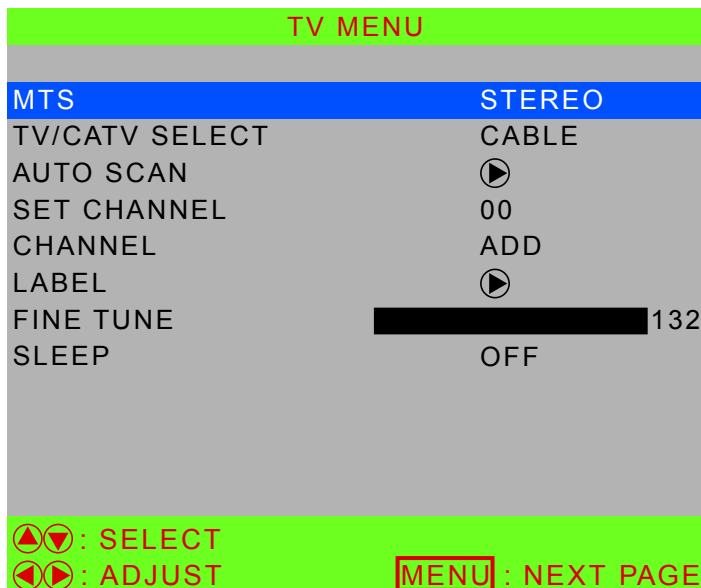 TV MENU
MTS STEREO
TV/CATV SELECT CABLE
AUTO SCAN
SET CHANNEL 00
CHANNEL ADD
LABEL
FINE TUNE 132
SLEEP OFF
: SELECT
: ADJUST MENU : NEXT PAGE